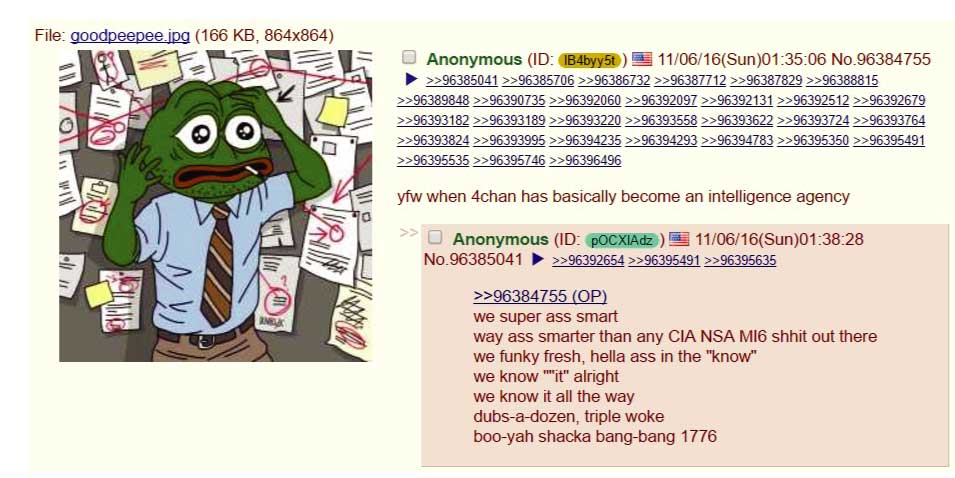 File: goodpeepee.jpg (166 KB, 864x864)
Anonymous (ID: IB4byy5t) 11/06/16(Sun)01:35:06 No.96384755
▶ >>96385041 >>96385706 >>96386732 >>96387712 >>96387829 >>96388815
>>96389848 >>96390735 >>96392060 >>96392097 >>96392131 >>96392512 >>96392679
>>96393182 >>96393189 >>96393220 >>96393558 >>96393622 >>96393724 >>96393764
>>96393824 >>96393995 >>96394235 >>96394293 >>96394783 >>96395350 >>96395491
>>96395535 >>96395746 >>96396496
yfw when 4chan has basically become an intelligence agency
>> Anonymous (ID: pOCXIAdz) 11/06/16(Sun)01:38:28
No.96385041 ▶ >>96392654 >>96395491 >>96395635
>>96384755 (OP)
we super ass smart
way ass smarter than any CIA NSA MI6 shhit out there
we funky fresh, hella ass in the "know"
we know ""it" alright
we know it all the way
dubs-a-dozen, triple woke
boo-yah shacka bang-bang 1776